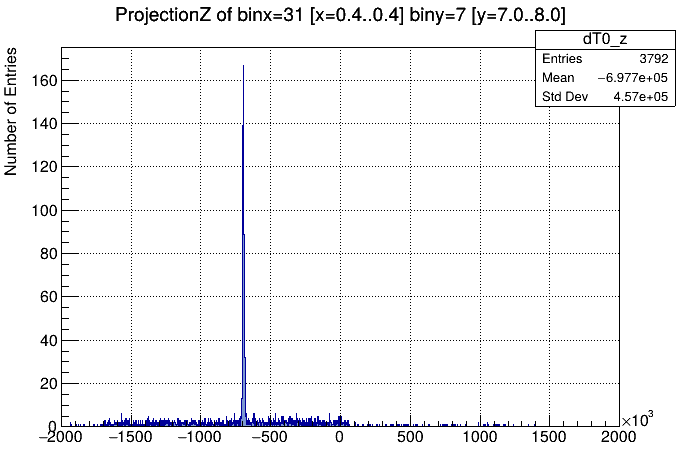 ProjectionZ of binx=31 [x=0.4..0.4] biny=7 [y=7.0..8.0]
dT0_z
Entries 3792
Mean −6.977e+05
Std Dev 4.57e+05
Number of Entries
160
140
120
100
80
60
40
20
0
−2000 −1500 −1000 −500 0 500 1000 1500 2000
×10³